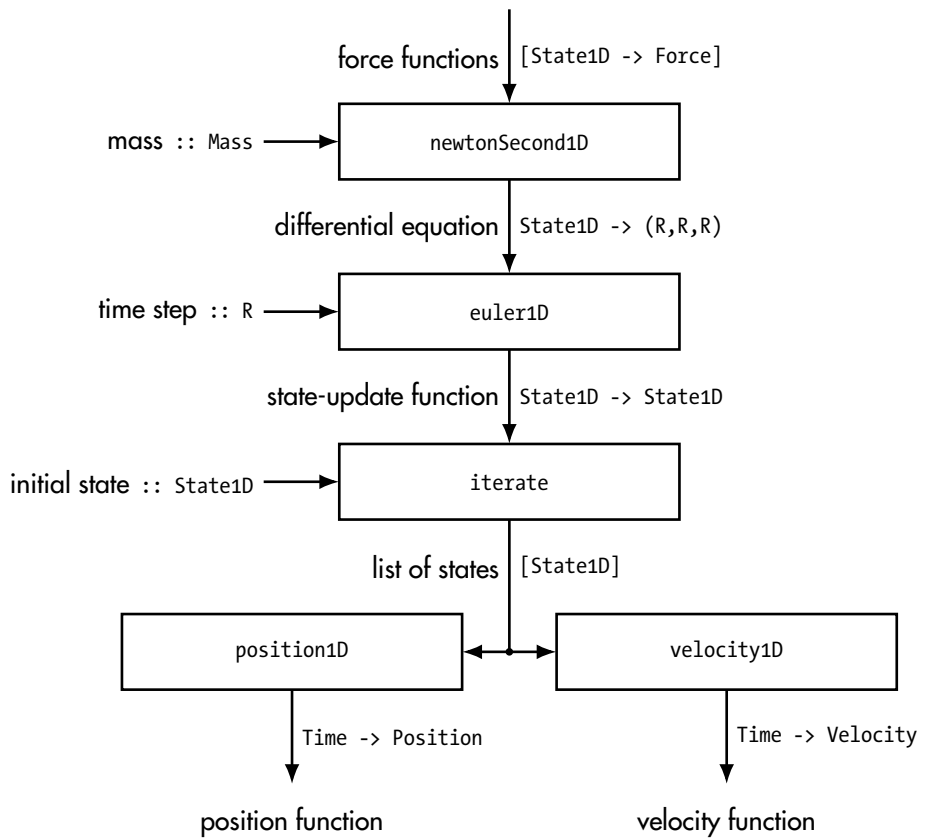 force functions [State1D -> Force]
mass :: Mass
newtonSecond1D
differential equation State1D -> (R,R,R)
time step :: R
euler1D
state-update function State1D -> State1D
initial state :: State1D
iterate
list of states [State1D]
position1D
velocity1D
Time -> Position
Time -> Velocity
position function
velocity function